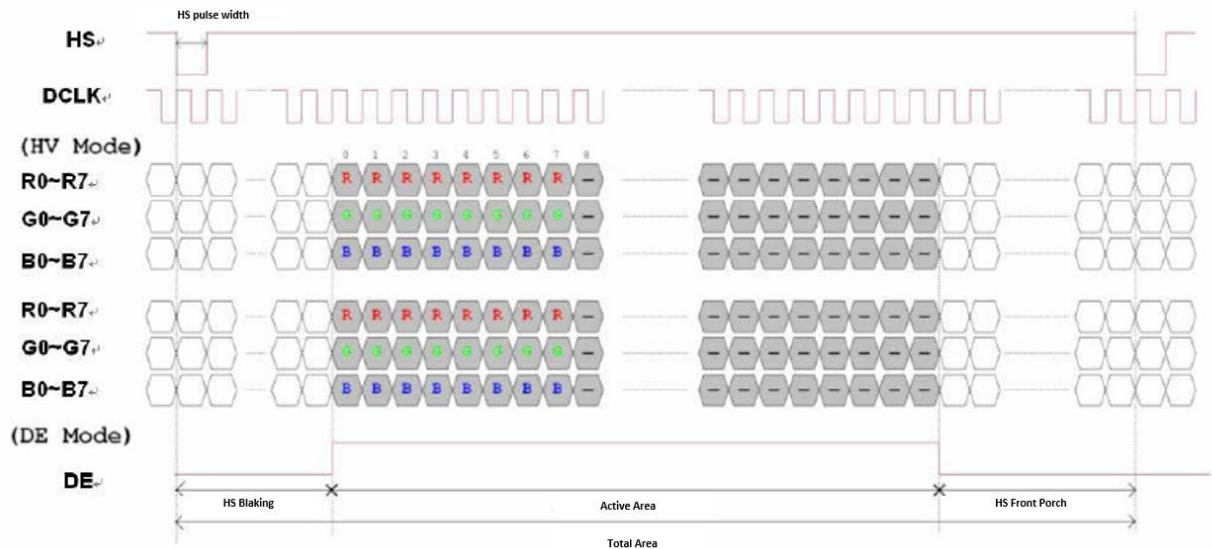 HS pulse width
HS
DCLK
(HV Mode)
0 1 2 3 4 5 6 7 8
R0~R7 R R R R R R R R - - - - - - - - -
G0~G7 G G G G G G G G - - - - - - - - -
B0~B7 B B B B B B B B - - - - - - - - -
R0~R7 R R R R R R R R - - - - - - - - -
G0~G7 G G G G G G G G - - - - - - - - -
B0~B7 B B B B B B B B - - - - - - - - -
(DE Mode)
DE
HS Blaking Active Area HS Front Porch
Total Area